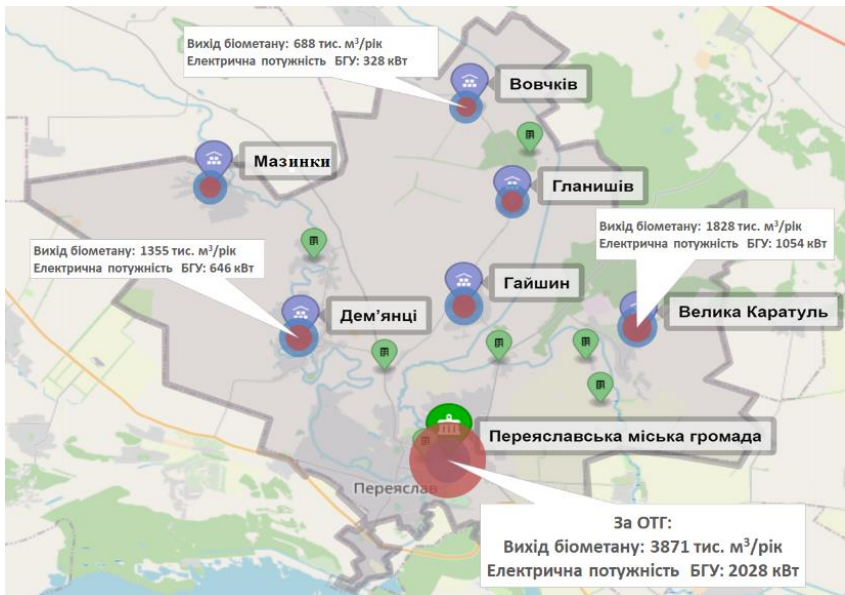 Вихід біометану: 688 тис. м³/рік
Електрична потужність БГУ: 328 кВт
Вовчків
Мазинки
Гланишів
Вихід біометану: 1828 тис. м³/рік
Електрична потужність БГУ: 1054 кВт
Вихід біометану: 1355 тис. м³/рік
Електрична потужність БГУ: 646 кВт
Гайшин
Дем’янці
Велика Каратуль
Переяславська міська громада
Переяслав
За ОТГ:
Вихід біометану: 3871 тис. м³/рік
Електрична потужність БГУ: 2028 кВт